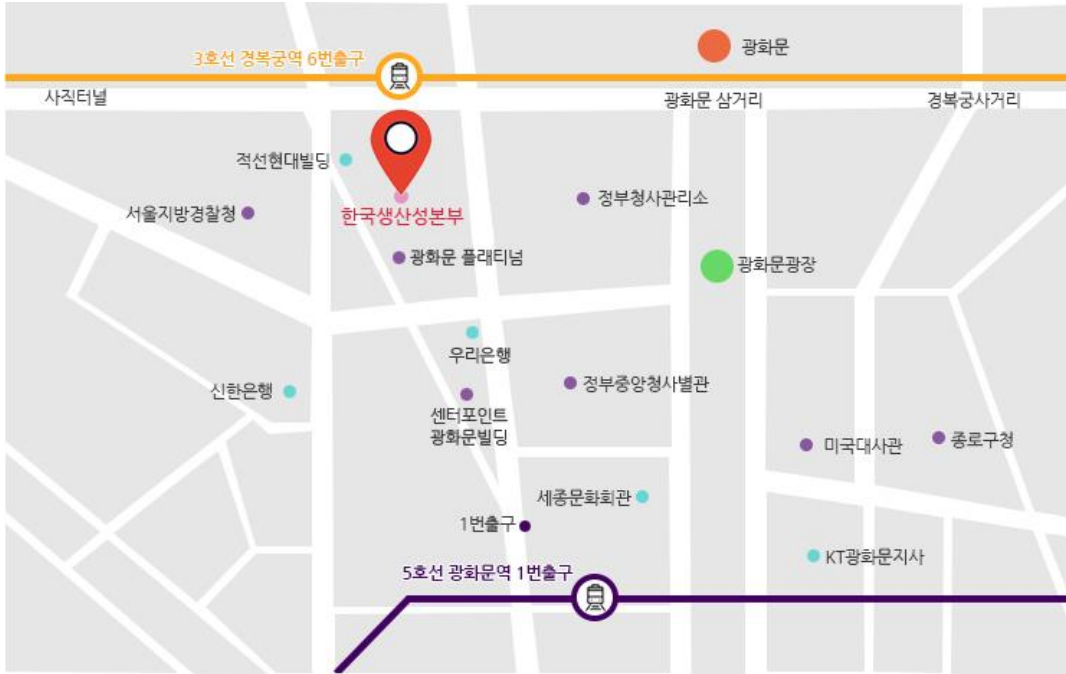 광화문
3호선 경복궁역 6번출구
사직터널
광화문 삼거리
경복궁사거리
적선현대빌딩
정부청사관리소
서울지방경찰청
한국생산성본부
광화문 플래티넘
광화문광장
우리은행
신한은행
정부중앙청사별관
센터포인트
광화문빌딩
미국대사관
종로구청
세종문화회관
1번출구
KT광화문지사
5호선 광화문역 1번출구